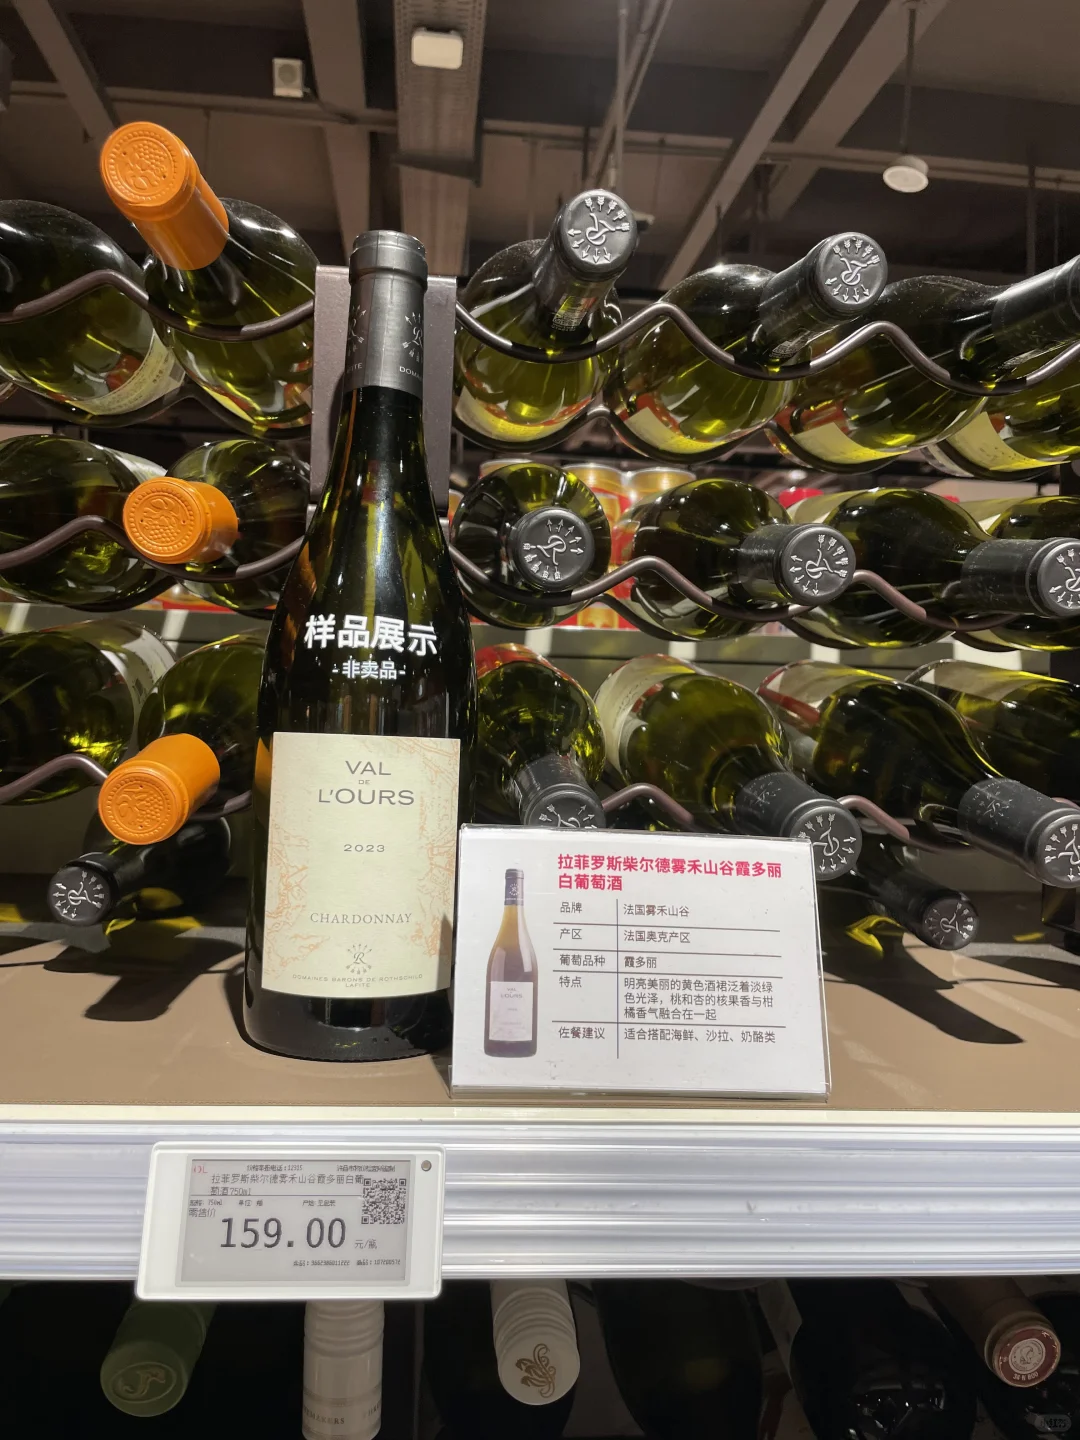 样品展示
-非卖品-
VAL
DE
L'OURS
2023
CHARDONNAY
DOMAINES BARONS DE ROTHSCHILD
LAFITE
拉菲罗斯柴尔德雾禾山谷霞多丽
白葡萄酒
品牌 法国雾禾山谷
产区 法国奥克产区
葡萄品种 霞多丽
特点 明亮美丽的黄色酒裙泛着淡绿
色光泽，桃和杏的核果香与柑
橘香气融合在一起
佐餐建议 适合搭配海鲜、沙拉、奶酪类
VAL
L'OURS
拉菲罗斯柴尔德雾禾山谷霞多丽白葡
萄酒750ml
零售价
159.00 元/瓶